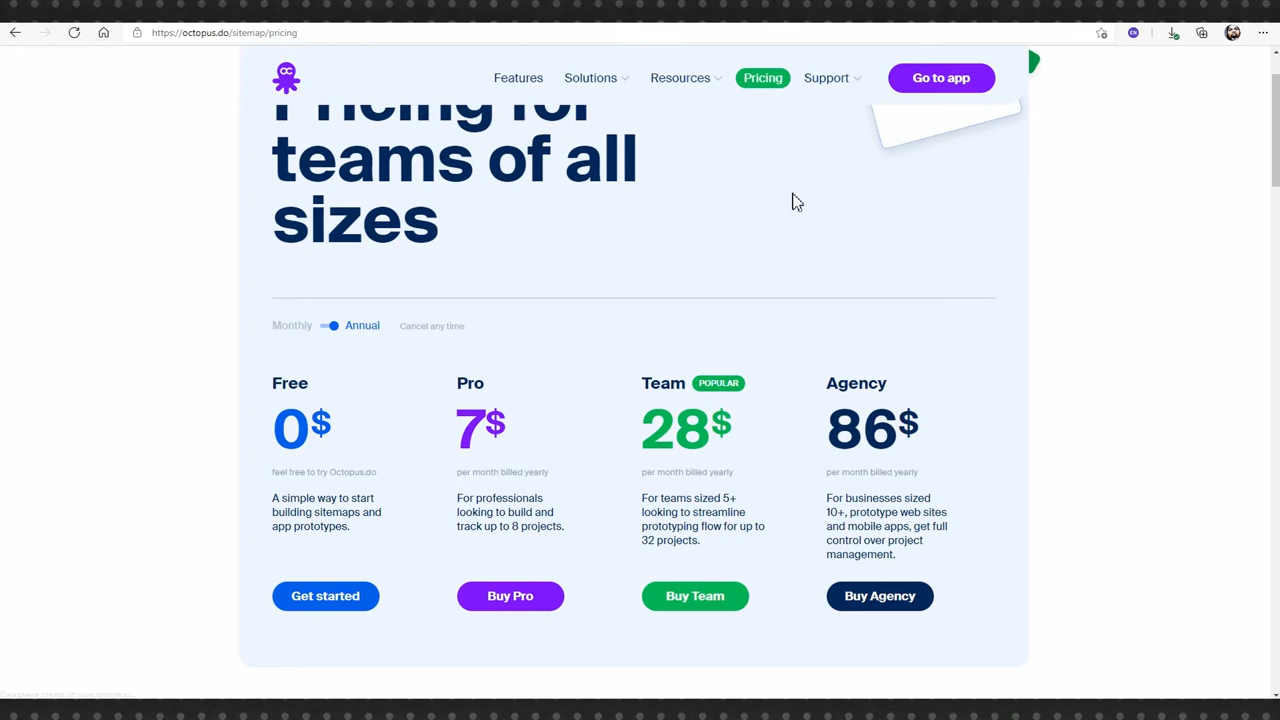 https://octopus.do/sitemap/pricing
EN
OC
Features Solutions Resources Pricing Support Go to app
Pricing for
teams of all
sizes
Monthly Annual Cancel any time
Free Pro Team POPULAR Agency
0$ 7$ 28$ 86$
feel free to try Octopus.do per month billed yearly per month billed yearly per month billed yearly
A simple way to start For professionals For teams sized 5+ For businesses sized
building sitemaps and looking to build and looking to streamline 10+, prototype web sites
app prototypes. track up to 8 projects. prototyping flow for up to and mobile apps, get full
32 projects. control over project
management.
Get started Buy Pro Buy Team Buy Agency